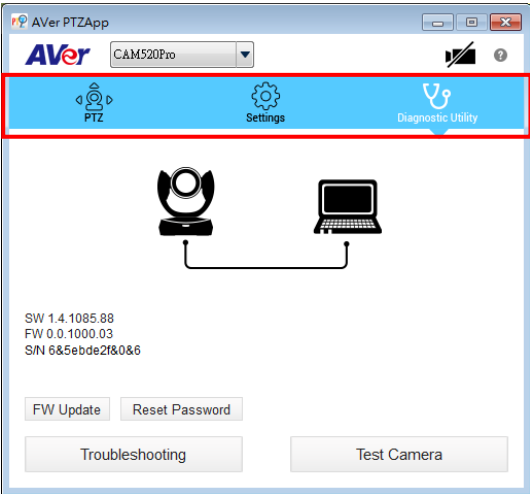 AVer PTZApp
AVer
CAM520Pro
?
PTZ
Settings
Diagnostic Utility
SW 1.4.1085.88
FW 0.0.1000.03
S/N 6&5ebde2f&0&6
FW Update
Reset Password
Troubleshooting
Test Camera